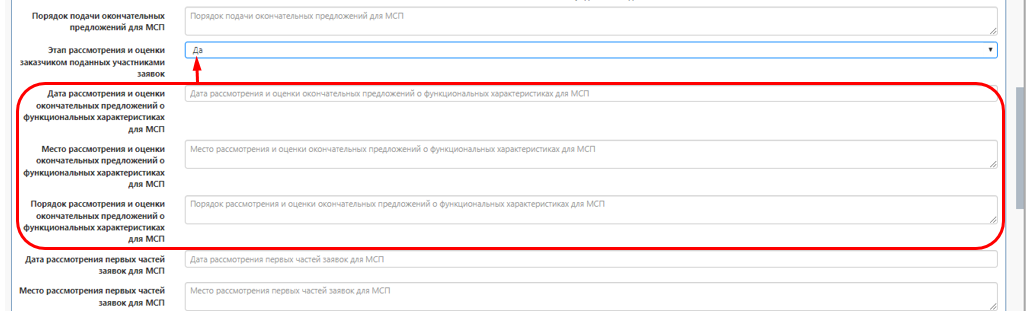 Порядок подачи окончательных
предложений для МСП
Порядок подачи окончательных предложений для МСП
Этап рассмотрения и оценки
заказчиком поданных участниками
заявок
Да
Дата рассмотрения и оценки
окончательных предложений о
функциональных характеристиках
для МСП
Дата рассмотрения и оценки окончательных предложений о функциональных характеристиках для МСП
Место рассмотрения и оценки
окончательных предложений о
функциональных характеристиках
для МСП
Место рассмотрения и оценки окончательных предложений о функциональных характеристиках для МСП
Порядок рассмотрения и оценки
окончательных предложений о
функциональных характеристиках
для МСП
Порядок рассмотрения и оценки окончательных предложений о функциональных характеристиках для МСП
Дата рассмотрения первых частей
заявок для МСП
Дата рассмотрения первых частей заявок для МСП
Место рассмотрения первых частей
заявок для МСП
Место рассмотрения первых частей заявок для МСП